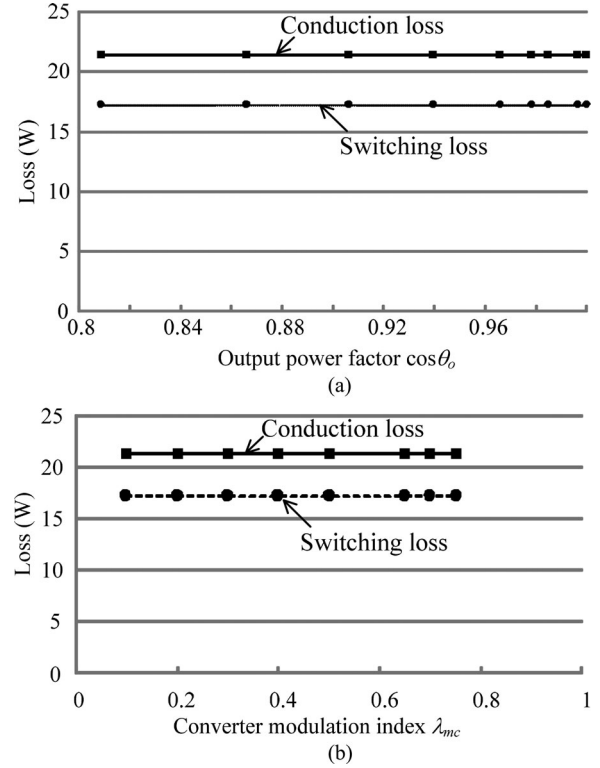 25
Conduction loss
20
Switching loss
15
Loss (W)
10
5
0
0.8 0.84 0.88 0.92 0.96
Output power factor cosθo
(a)
25
Conduction loss
20
15
Switching loss
Loss (W)
10
5
0
0 0.2 0.4 0.6 0.8 1
Converter modulation index λmc
(b)